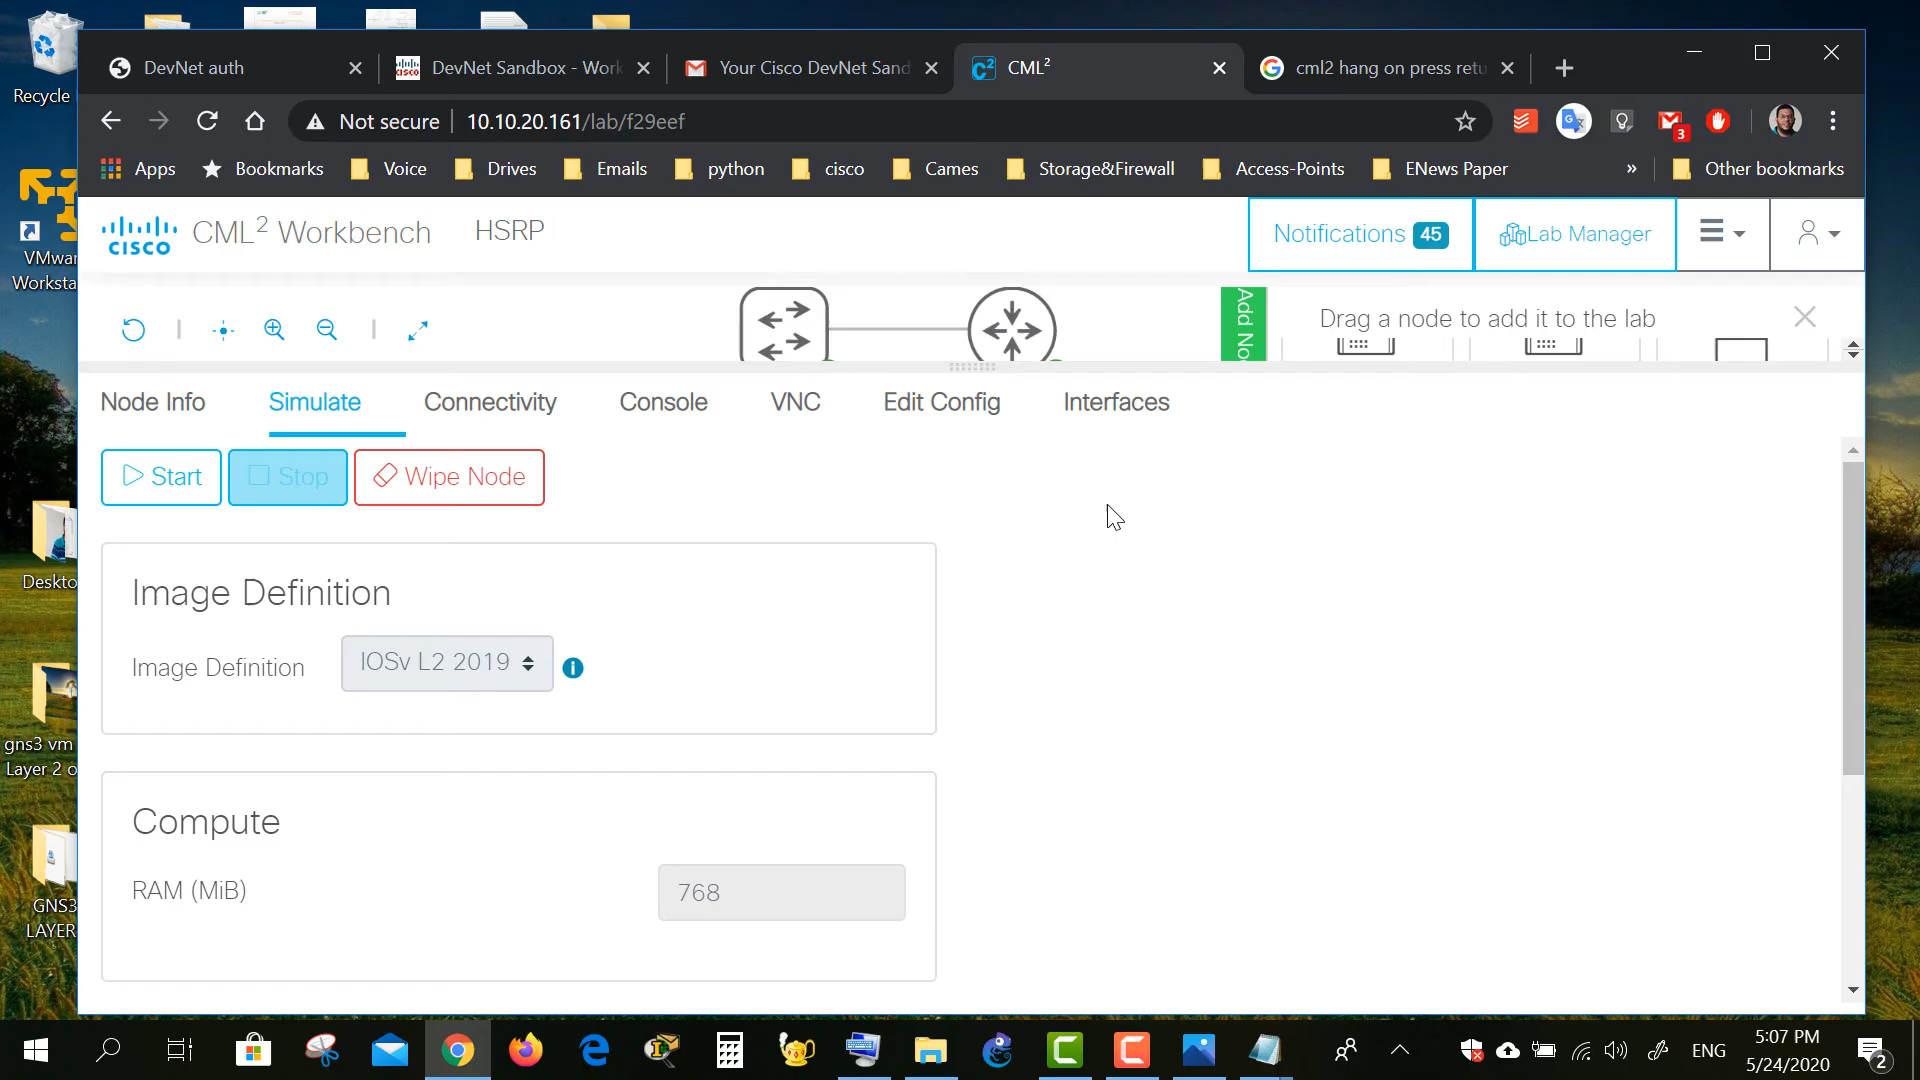 Recycle
VMwar
Worksta
Deskto
gns3 vm
Layer 2 o
GNS3
LAYER
DevNet auth
DevNet Sandbox - Work
Your Cisco DevNet Sand
CML2
cml2 hang on press retu
Not secure
10.10.20.161/lab/f29eef
3
Apps
Bookmarks
Voice
Drives
Emails
python
cisco
Cames
Storage&Firewall
Access-Points
ENews Paper
»
Other bookmarks
CISCO
CML2 Workbench
HSRP
Notifications 45
Lab Manager
Add No
Drag a node to add it to the lab
Node Info
Simulate
Connectivity
Console
VNC
Edit Config
Interfaces
Start
Stop
Wipe Node
Image Definition
Image Definition
IOSv L2 2019
Compute
RAM (MiB)
768
ENG
5:07 PM
5/24/2020
2